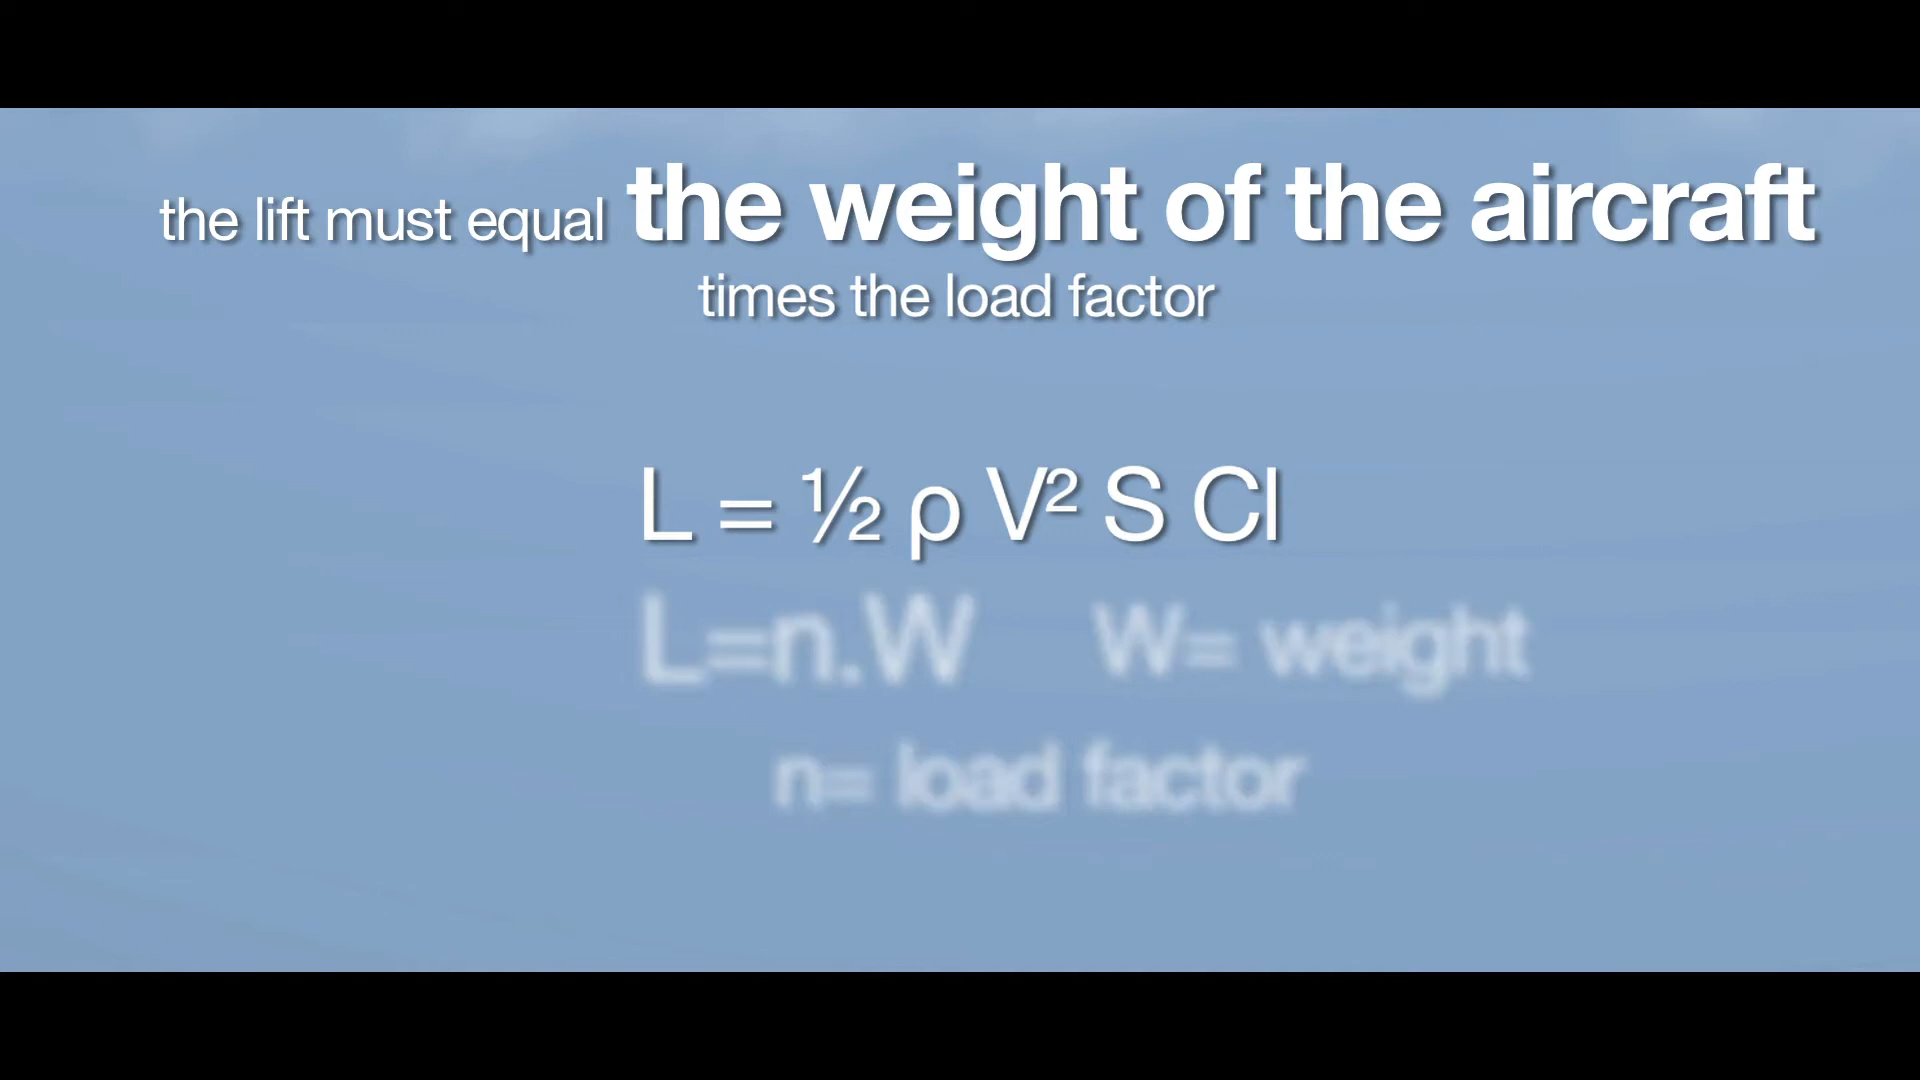 the lift must equal the weight of the aircraft
times the load factor
L = ½ ρ V² S Cl
L=n.W W= weight
n= load factor